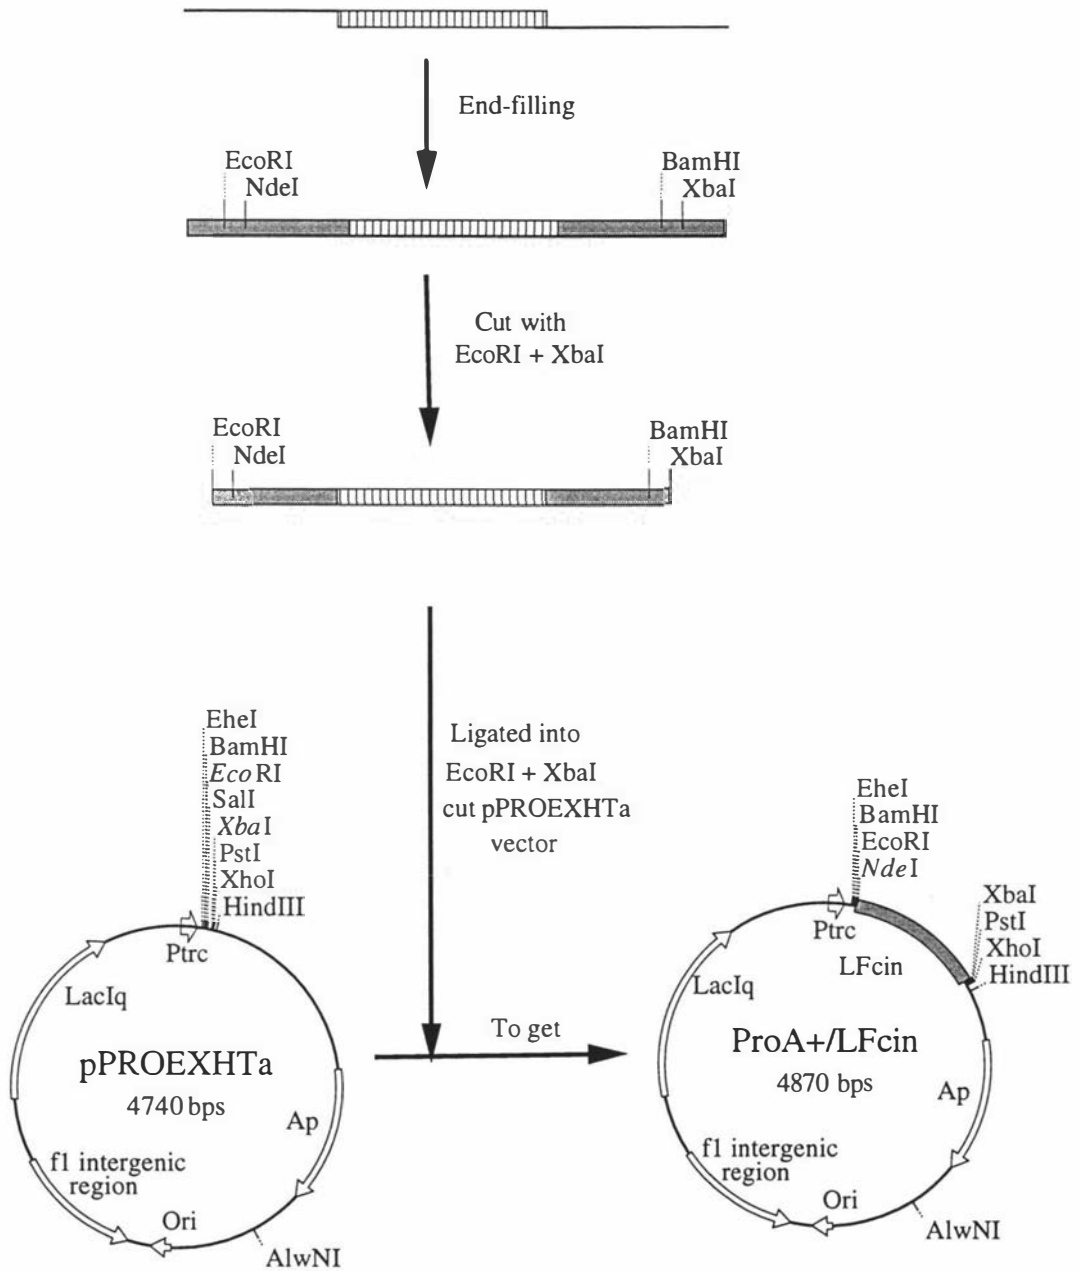 End-filling
EcoRI
NdeI
BamHI
XbaI
Cut with
EcoRI + XbaI
EcoRI
NdeI
BamHI
XbaI
Ligated into
EcoRI + XbaI
cut pPROEXHTa
vector
EheI
BamHI
EcoRI
SalI
XbaI
PstI
XhoI
HindIII
Ptrc
LacIq
pPROEXHTa
4740 bps
Ap
f1 intergenic
region
Ori
AlwNI
To get
EheI
BamHI
EcoRI
NdeI
XbaI
PstI
XhoI
HindIII
Ptrc
LFcin
LacIq
ProA+/LFcin
4870 bps
Ap
f1 intergenic
region
Ori
AlwNI